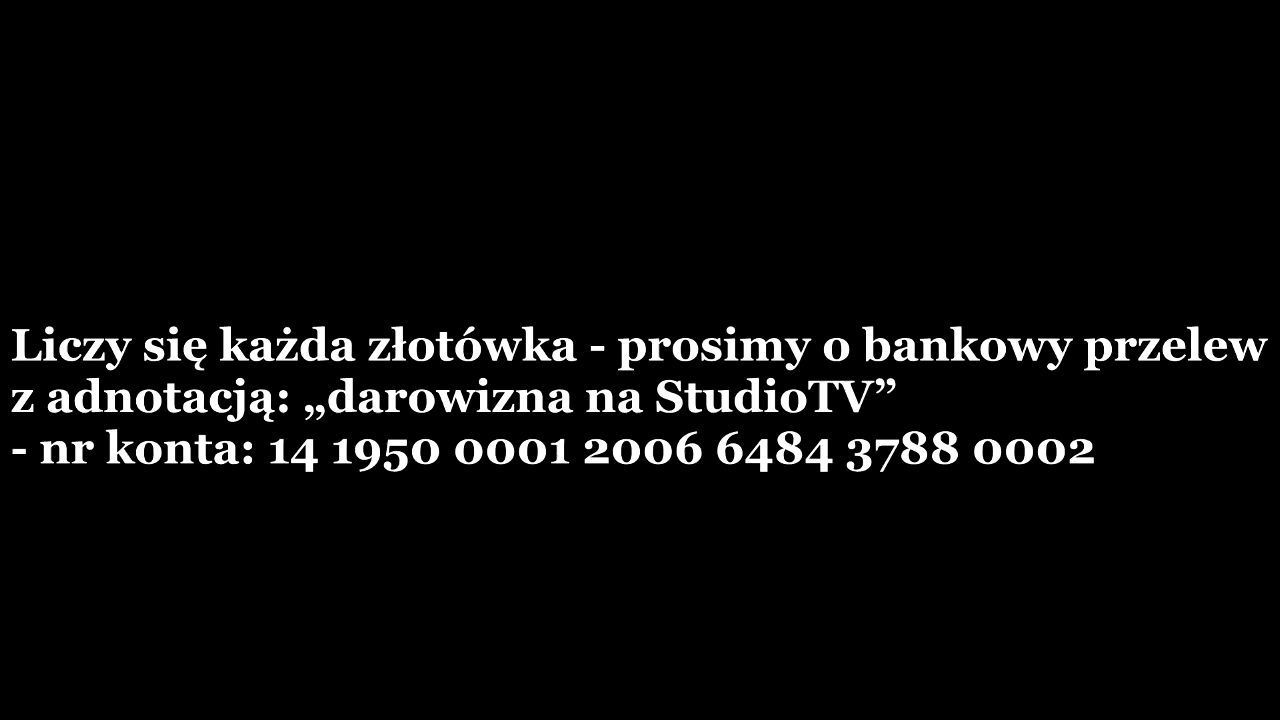 Liczy się każda złotówka - prosimy o bankowy przelew
z adnotacją: „darowizna na StudioTV”
- nr konta: 14 1950 0001 2006 6484 3788 0002